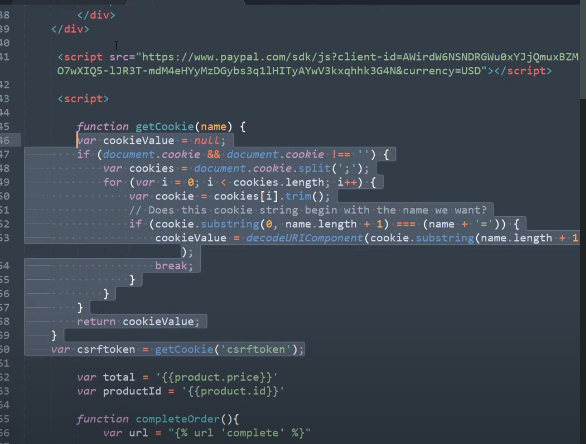 38 </div>
39 </div>
40
41 <script src="https://www.paypal.com/sdk/js?client-id=AWirdW6NSNDRGWu0xYJjQmuxBZM
O7wXIQ5-lJR3T-mdM4eHYyMzDGybs3q1lHITyAYwV3kxqhhk3G4N&currency=USD"></script>
42
43 <script>
44
45 function getCookie(name) {
46 var cookieValue = null;
47 if (document.cookie && document.cookie !== '') {
48 var cookies = document.cookie.split(';');
49 for (var i = 0; i < cookies.length; i++) {
50 var cookie = cookies[i].trim();
51 // Does this cookie string begin with the name we want?
52 if (cookie.substring(0, name.length + 1) === (name + '=')) {
53 cookieValue = decodeURIComponent(cookie.substring(name.length + 1
);
54 break;
55 }
56 }
57 }
58 return cookieValue;
59 }
60 var csrftoken = getCookie('csrftoken');
61
62 var total = '{{product.price}}'
63 var productId = '{{product.id}}'
64
65 function completeOrder(){
66 var url = "{% url 'complete' %}"